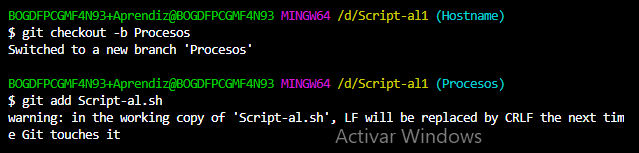 BOGDFPCGMF4N93+Aprendiz@BOGDFPCGMF4N93 MINGW64 /d/Script-al1 (Hostname)
$ git checkout -b Procesos
Switched to a new branch 'Procesos'
BOGDFPCGMF4N93+Aprendiz@BOGDFPCGMF4N93 MINGW64 /d/Script-al1 (Procesos)
$ git add Script-al.sh
warning: in the working copy of 'Script-al.sh', LF will be replaced by CRLF the next tim
e Git touches it
Activar Windows